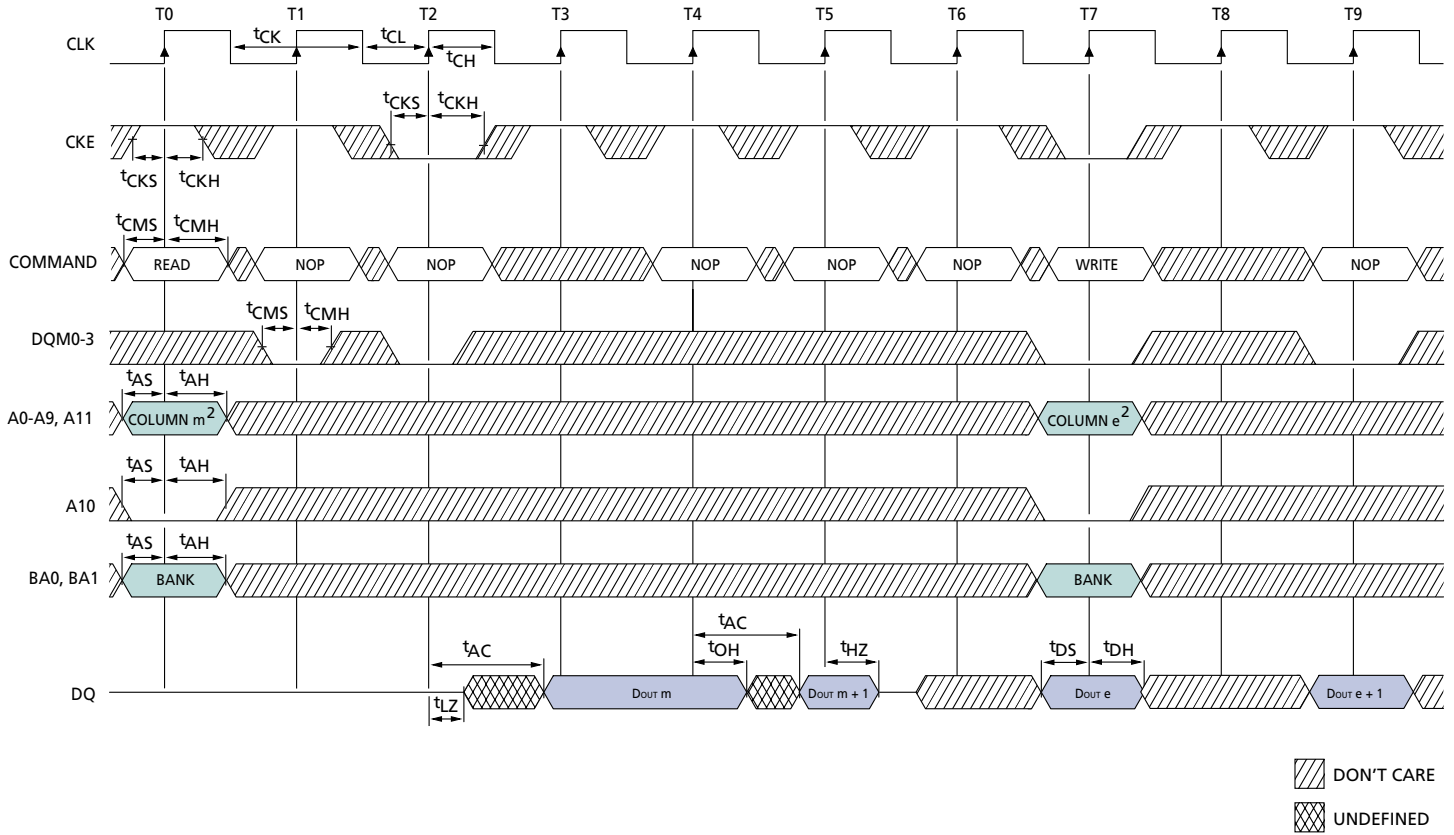 T0 T1 T2 T3 T4 T5 T6 T7 T8 T9
CLK
tCK tCL
tCH
tCKS tCKH
CKE
tCKS tCKH
tCMS tCMH
COMMAND READ NOP NOP NOP NOP NOP WRITE NOP
tCMS tCMH
DQM0-3
tAS tAH
A0-A9, A11 COLUMN m2 COLUMN e2
tAS tAH
A10
tAS tAH
BA0, BA1 BANK BANK
tAC
tAC tOH tHZ tDS tDH
DQ DOUT m DOUT m + 1 DOUT e DOUT e + 1
tLZ
DON'T CARE
UNDEFINED